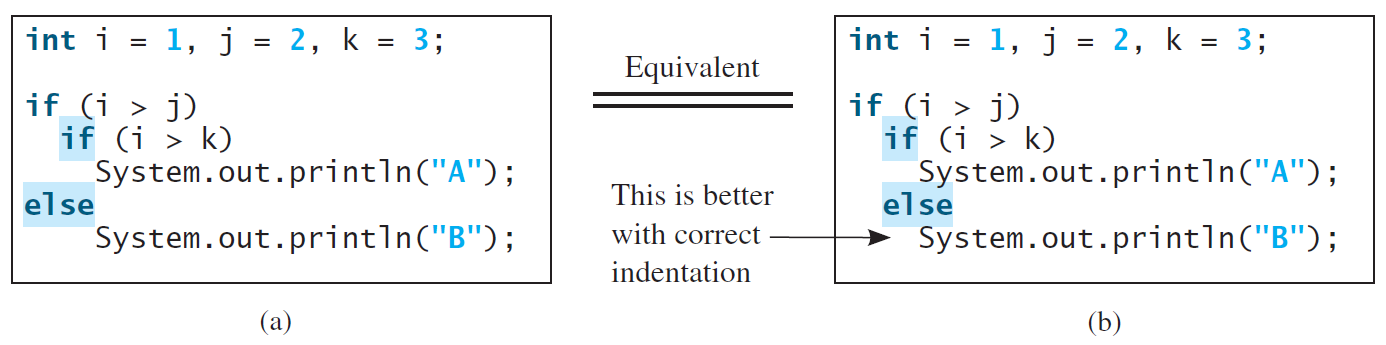 int i = 1, j = 2, k = 3;
if (i > j)
if (i > k)
System.out.println("A");
else
System.out.println("B");
(a)
Equivalent
This is better
with correct
indentation
int i = 1, j = 2, k = 3;
if (i > j)
if (i > k)
System.out.println("A");
else
System.out.println("B");
(b)